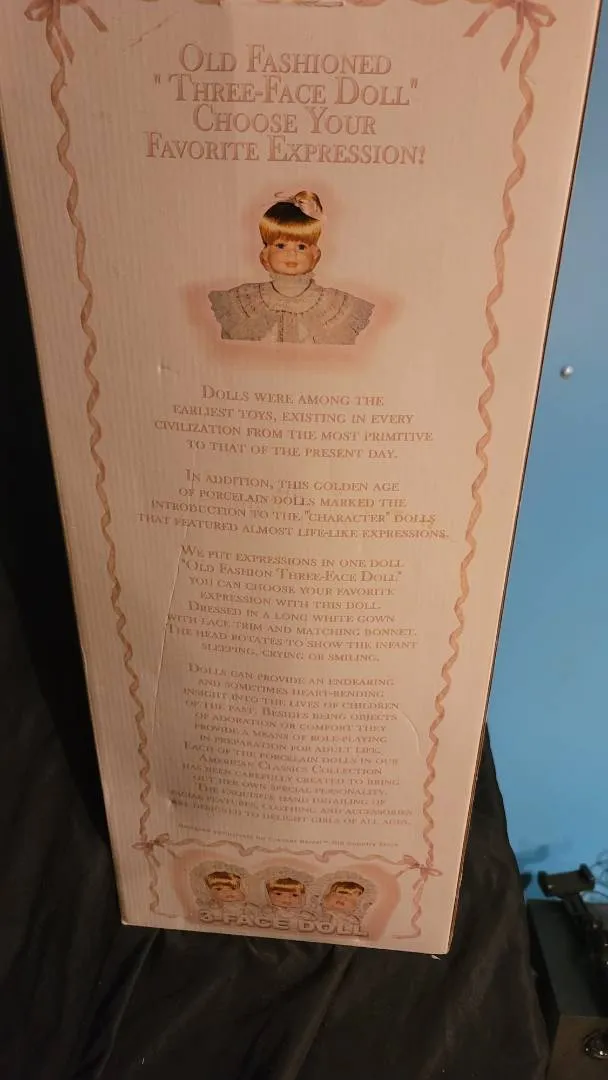 OLD FASHIONED
"THREE-FACE DOLL"
CHOOSE YOUR
FAVORITE EXPRESSION!
DOLLS WERE AMONG THE
EARLIEST TOYS, EXISTING IN EVERY
CIVILIZATION FROM THE MOST PRIMITIVE
TO THAT OF THE PRESENT DAY.
IN ADDITION, THIS GOLDEN AGE
OF PORCELAIN DOLLS MARKED THE
INTRODUCTION TO THE "CHARACTER" DOLLS
THAT FEATURED ALMOST LIFE-LIKE EXPRESSIONS.
WE PUT EXPRESSIONS IN ONE DOLL
"OLD FASHION THREE-FACE DOLL"
YOU CAN CHOOSE YOUR FAVORITE
EXPRESSION WITH THIS DOLL.
DRESSED IN A LONG WHITE GOWN
WITH LACE TRIM AND MATCHING BONNET.
THE HEAD ROTATES TO SHOW THE INFANT
SLEEPING, CRYING OR SMILING.
DOLLS CAN PROVIDE AN ENDEARING
AND SOMETIMES HEART-RENDING
INSIGHT INTO THE LIVES OF CHILDREN
OF THE PAST. BESIDES BEING OBJECTS
OF ADORATION OR COMFORT THEY
PROVIDE A MEANS OF ROLE-PLAYING
IN PREPARATION FOR ADULT LIFE.
EACH OF THE PORCELAIN DOLLS IN OUR
AMERICAN CLASSICS COLLECTION
HAS BEEN CAREFULLY CREATED TO BRING
OUT HER OWN SPECIAL PERSONALITY.
THE EXQUISITE HAND DETAILING OF
FACIAL FEATURES, CLOTHING AND ACCESSORIES
ARE DESIGNED TO DELIGHT GIRLS OF ALL AGES.
Designed exclusively for Cracker Barrel Old Country Store
3-FACE DOLL